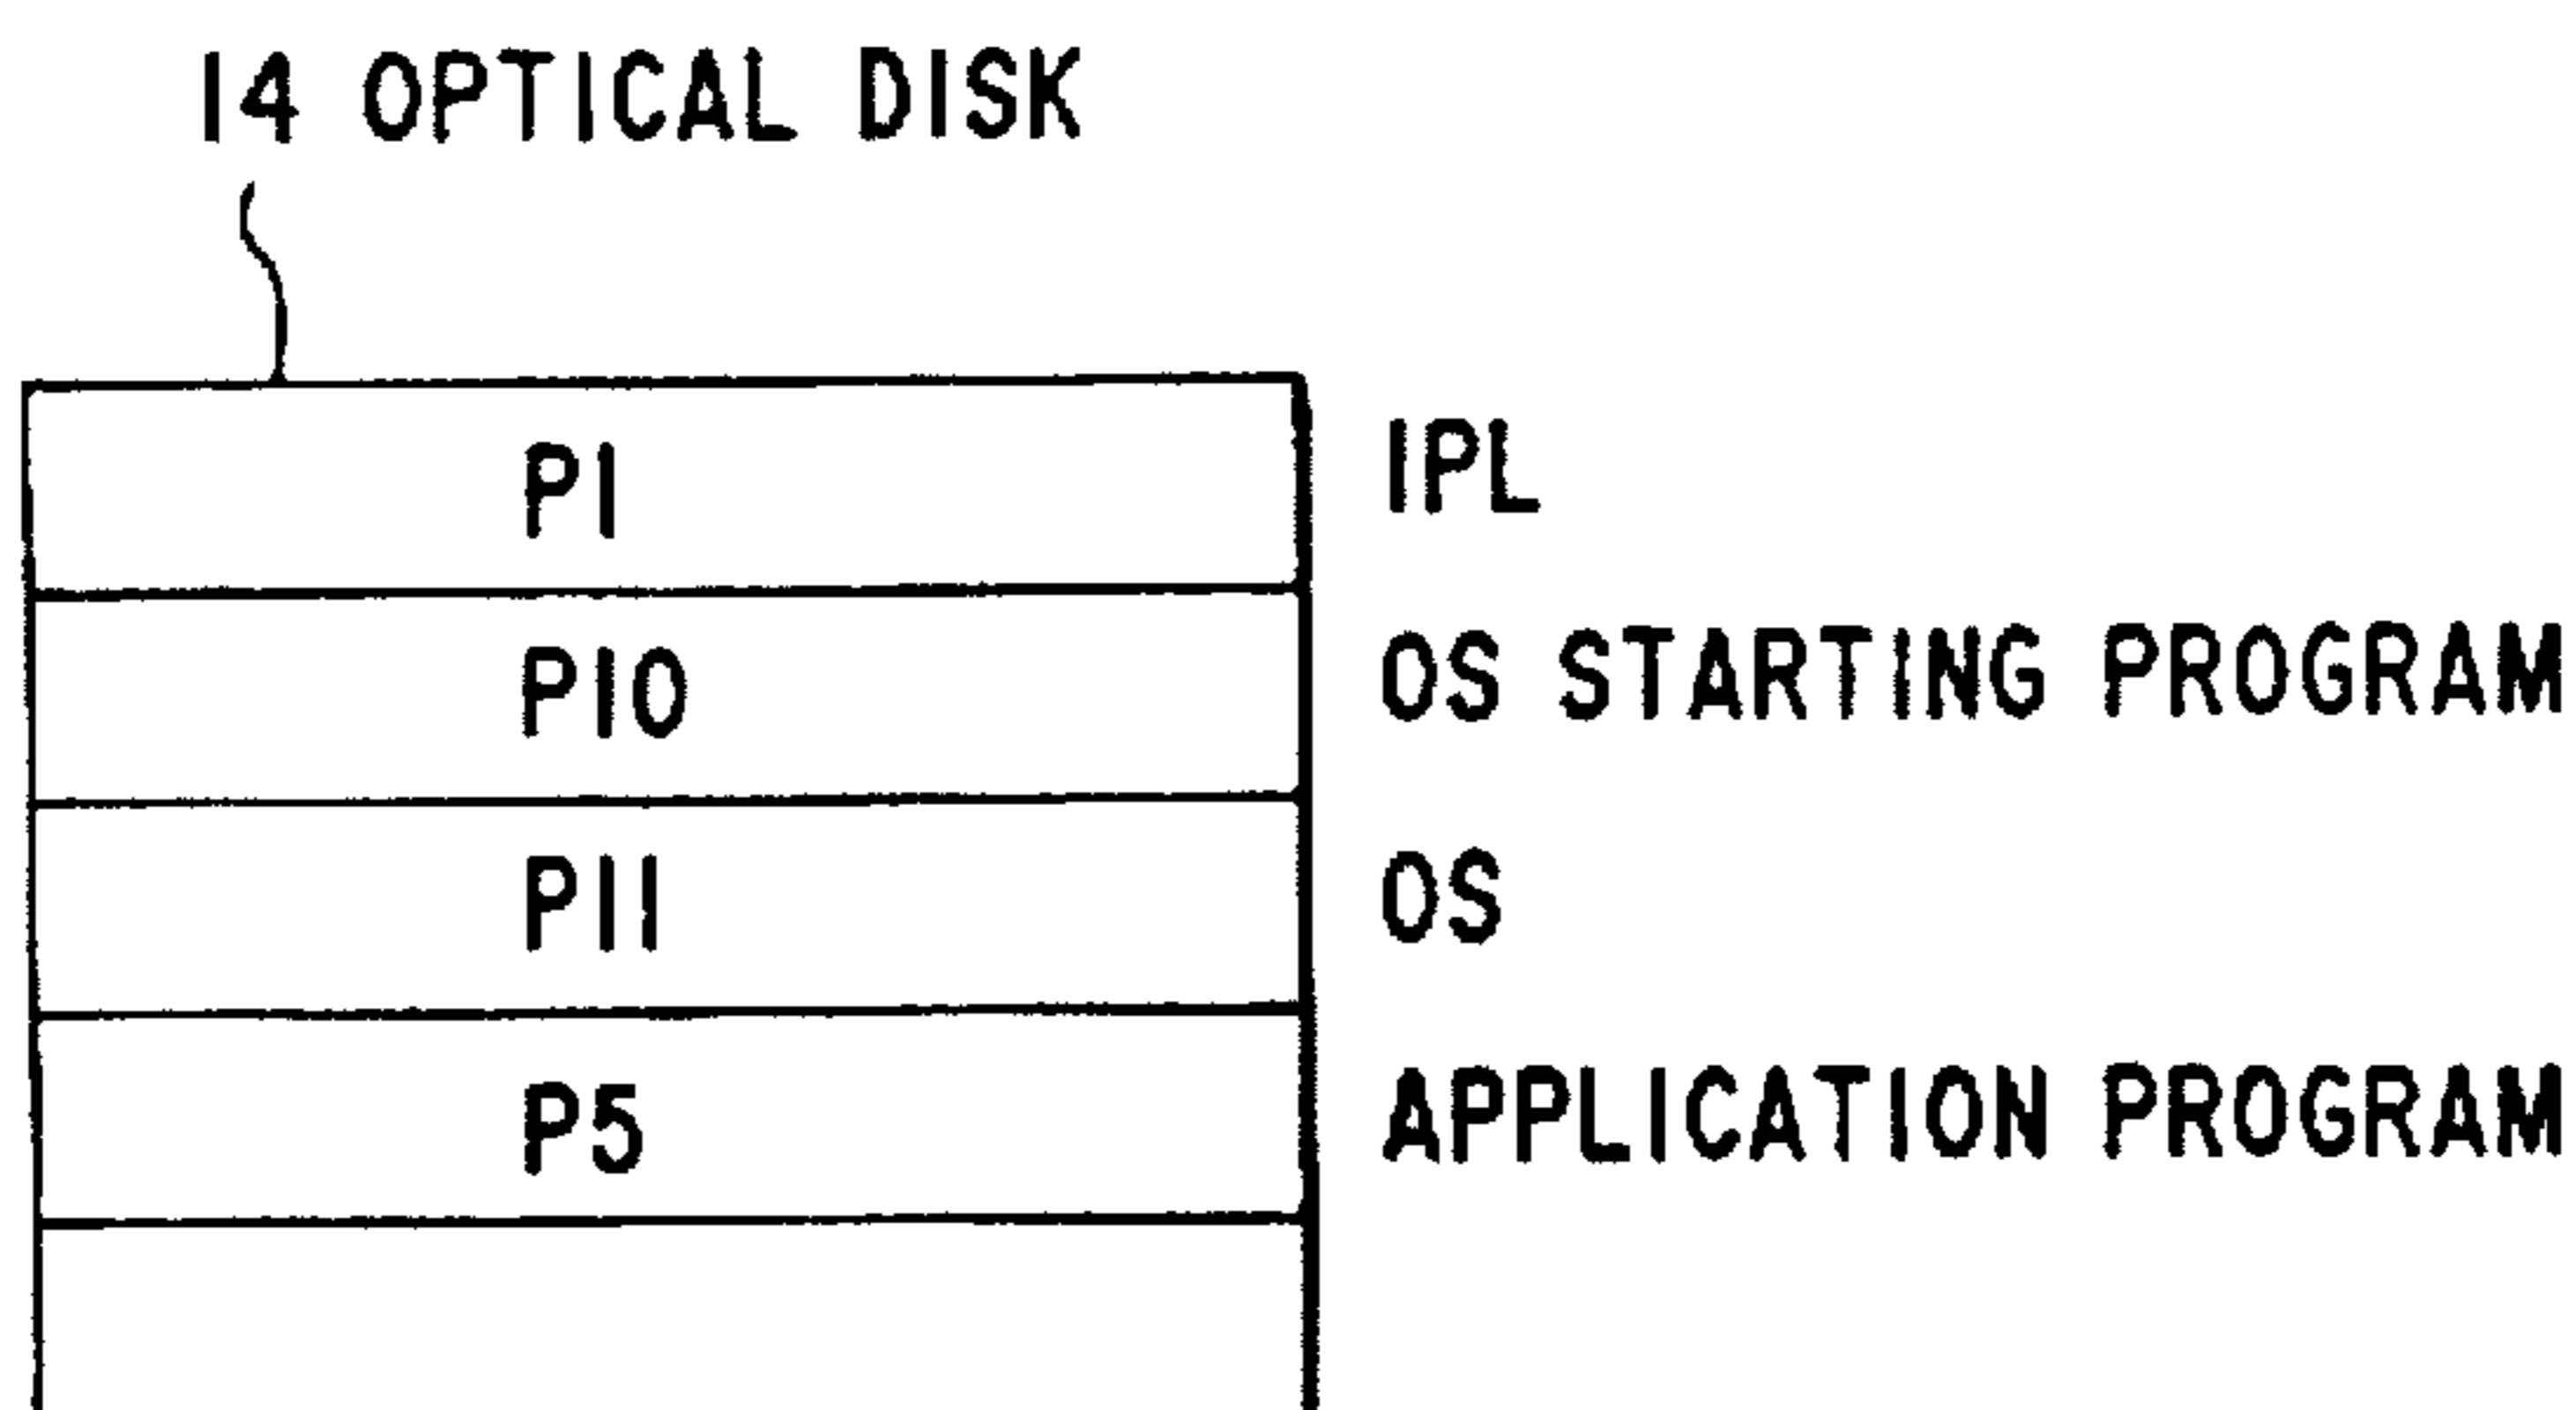 14 OPTICAL DISK
P1 IPL
P10 OS STARTING PROGRAM
P11 OS
P5 APPLICATION PROGRAM